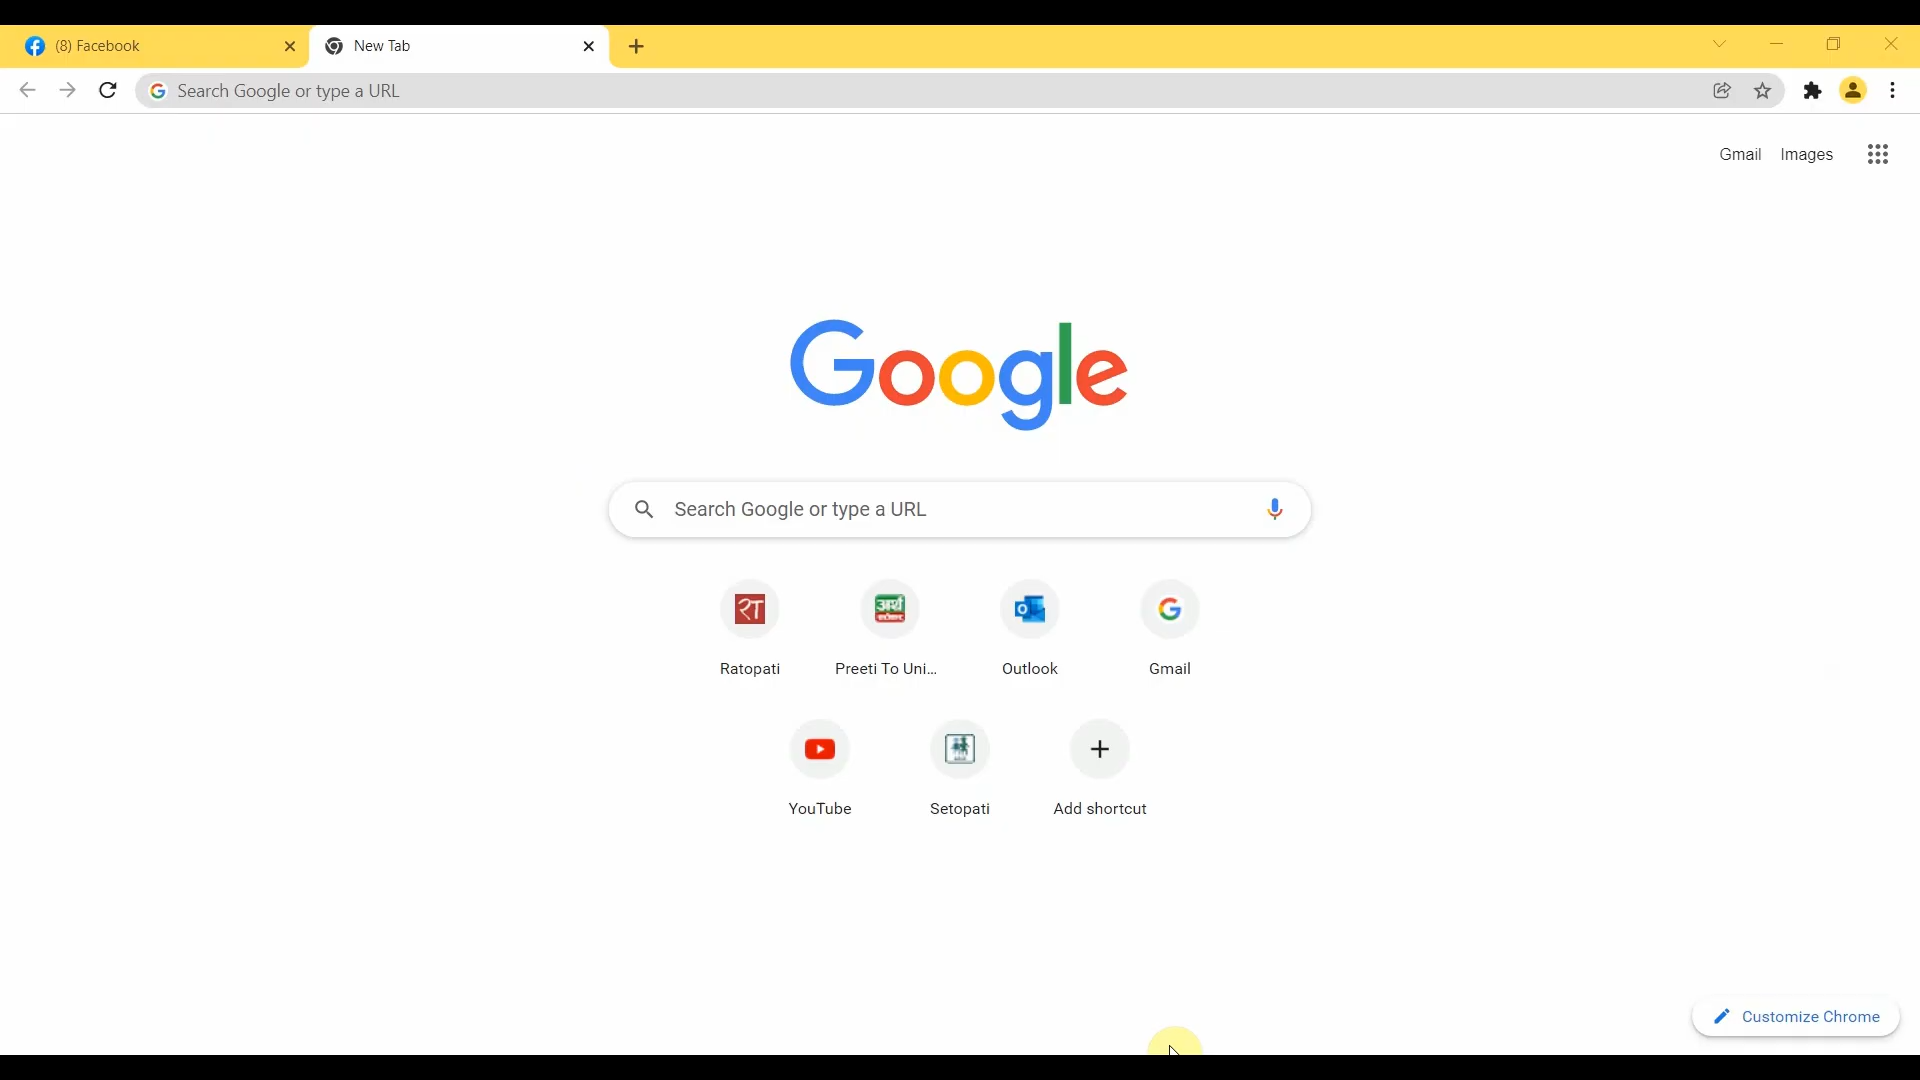 (8) Facebook
New Tab
Search Google or type a URL
Gmail Images
Google
Search Google or type a URL
रा
अर्थ
Ratopati Preeti To Uni... Outlook Gmail
YouTube Setopati Add shortcut
Customize Chrome